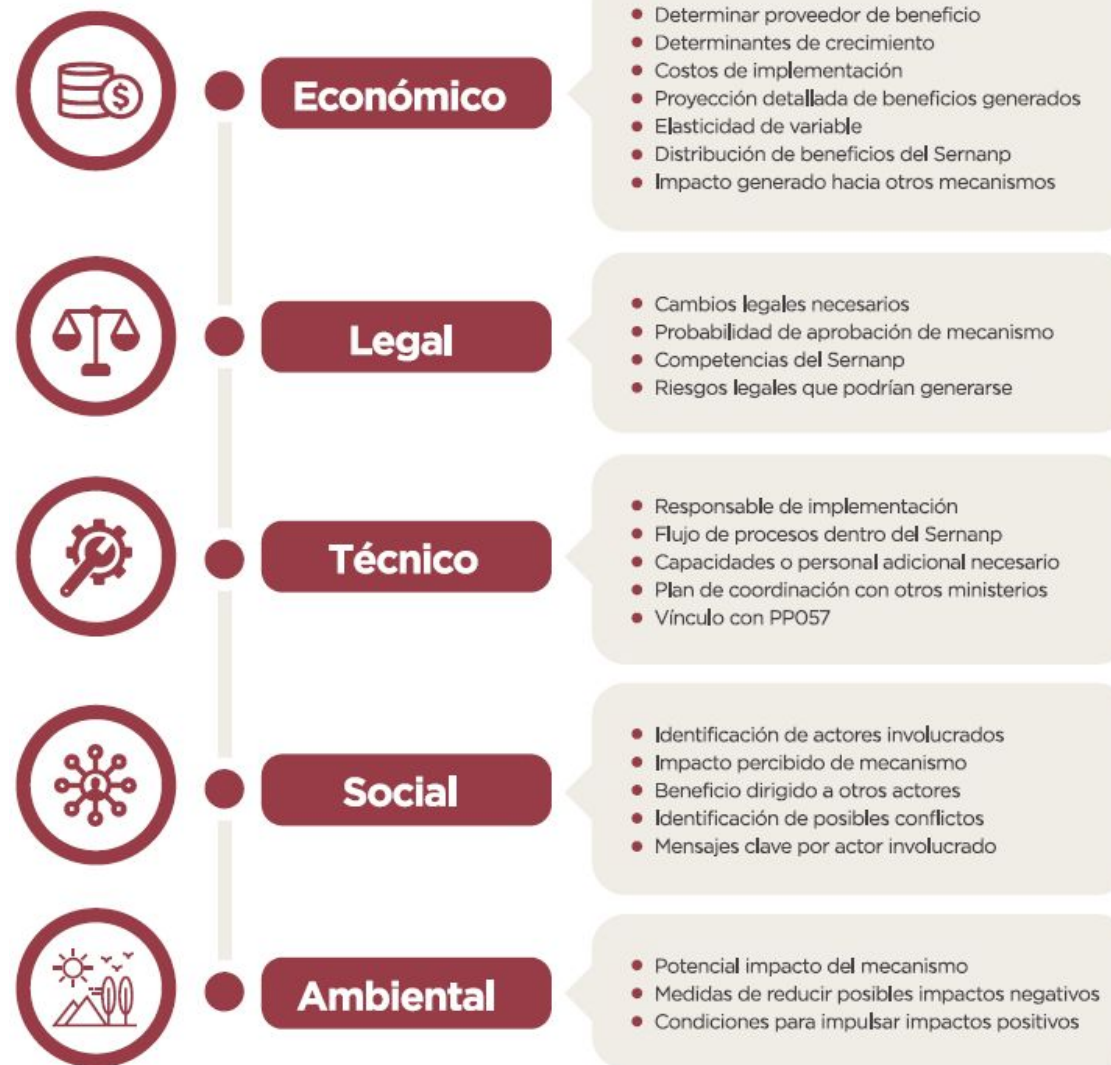 Económico
• Determinar proveedor de beneficio
• Determinantes de crecimiento
• Costos de implementación
• Proyección detallada de beneficios generados
• Elasticidad de variable
• Distribución de beneficios del Sernanp
• Impacto generado hacia otros mecanismos
Legal
• Cambios legales necesarios
• Probabilidad de aprobación de mecanismo
• Competencias del Sernanp
• Riesgos legales que podrían generarse
Técnico
• Responsable de implementación
• Flujo de procesos dentro del Sernanp
• Capacidades o personal adicional necesario
• Plan de coordinación con otros ministerios
• Vínculo con PP057
Social
• Identificación de actores involucrados
• Impacto percibido de mecanismo
• Beneficio dirigido a otros actores
• Identificación de posibles conflictos
• Mensajes clave por actor involucrado
Ambiental
• Potencial impacto del mecanismo
• Medidas de reducir posibles impactos negativos
• Condiciones para impulsar impactos positivos